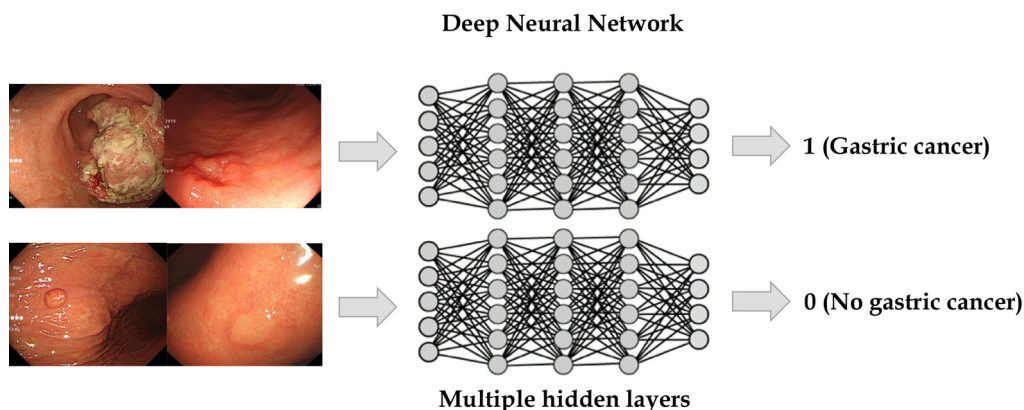 Deep Neural Network
1 (Gastric cancer)
0 (No gastric cancer)
Multiple hidden layers